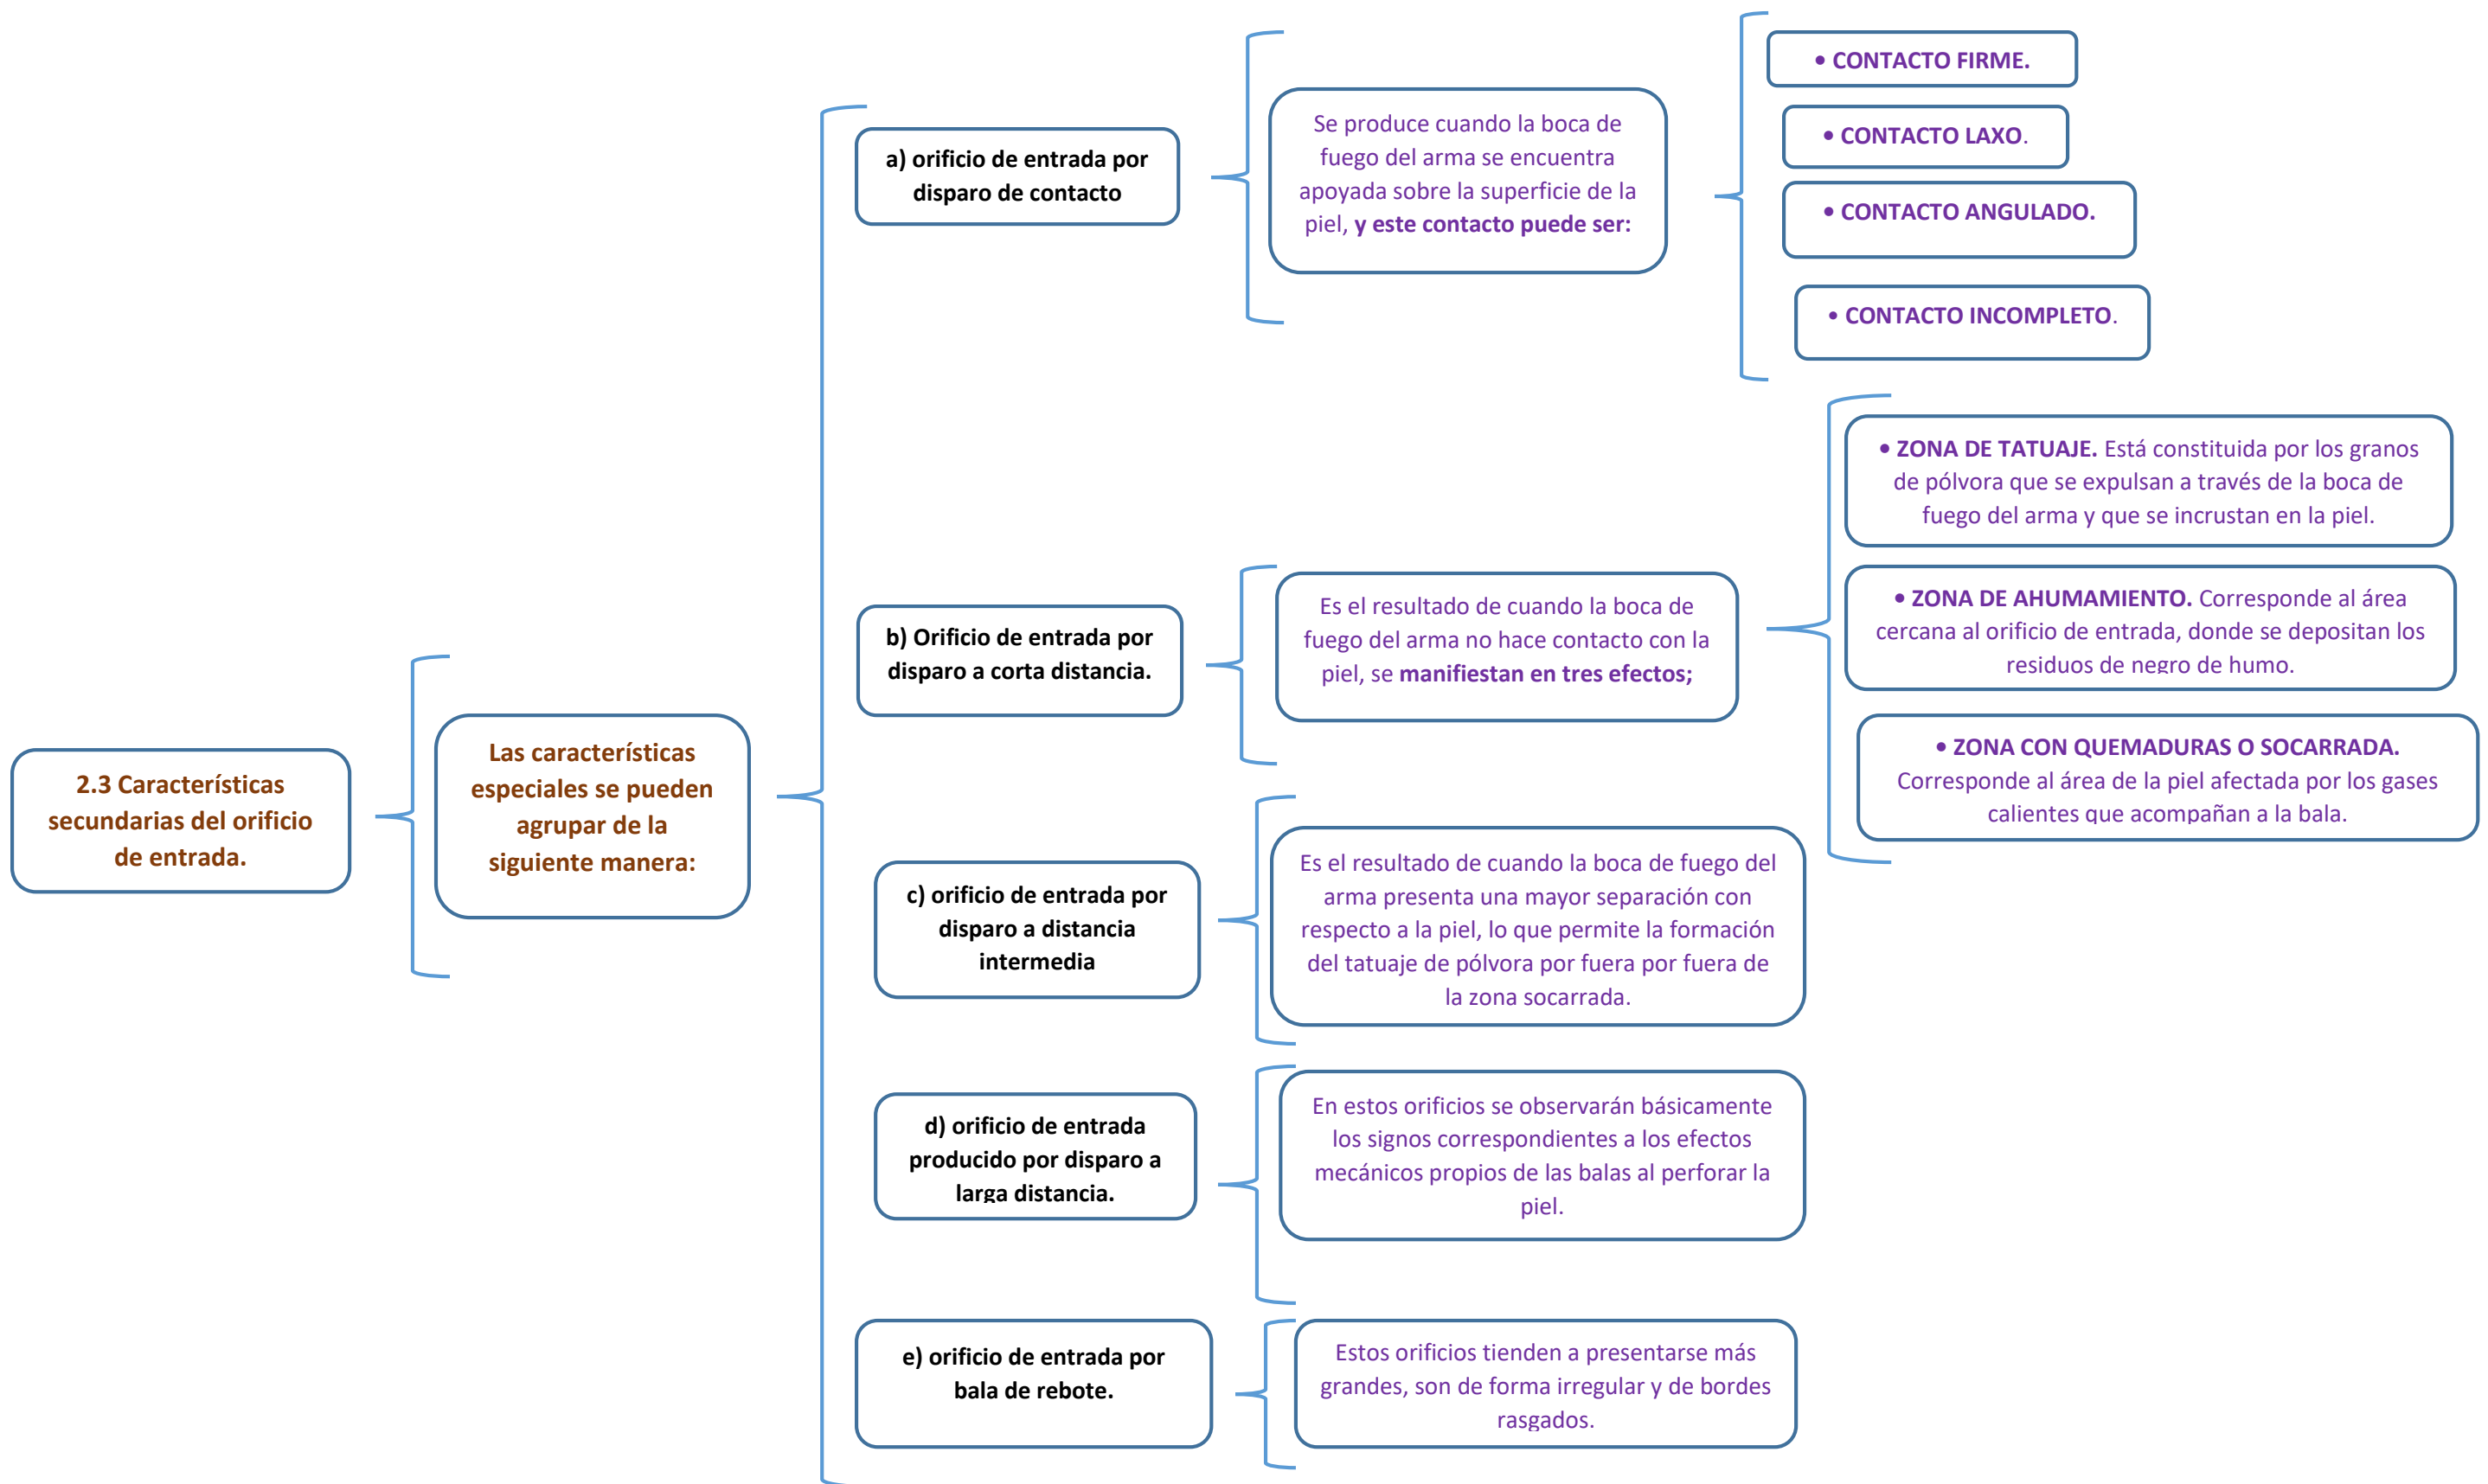 2.3 Características
secundarias del orificio
de entrada.
Las características
especiales se pueden
agrupar de la
siguiente manera:
a) orificio de entrada por
disparo de contacto
Se produce cuando la boca de
fuego del arma se encuentra
apoyada sobre la superficie de la
piel, y este contacto puede ser:
• CONTACTO FIRME.
• CONTACTO LAXO.
• CONTACTO ANGULADO.
• CONTACTO INCOMPLETO.
b) Orificio de entrada por
disparo a corta distancia.
Es el resultado de cuando la boca de
fuego del arma no hace contacto con la
piel, se manifiestan en tres efectos;
• ZONA DE TATUAJE. Está constituida por los granos
de pólvora que se expulsan a través de la boca de
fuego del arma y que se incrustan en la piel.
• ZONA DE AHUMAMIENTO. Corresponde al área
cercana al orificio de entrada, donde se depositan los
residuos de negro de humo.
• ZONA CON QUEMADURAS O SOCARRADA.
Corresponde al área de la piel afectada por los gases
calientes que acompañan a la bala.
c) orificio de entrada por
disparo a distancia
intermedia
Es el resultado de cuando la boca de fuego del
arma presenta una mayor separación con
respecto a la piel, lo que permite la formación
del tatuaje de pólvora por fuera por fuera de
la zona socarrada.
d) orificio de entrada
producido por disparo a
larga distancia.
En estos orificios se observarán básicamente
los signos correspondientes a los efectos
mecánicos propios de las balas al perforar la
piel.
e) orificio de entrada por
bala de rebote.
Estos orificios tienden a presentarse más
grandes, son de forma irregular y de bordes
rasgados.